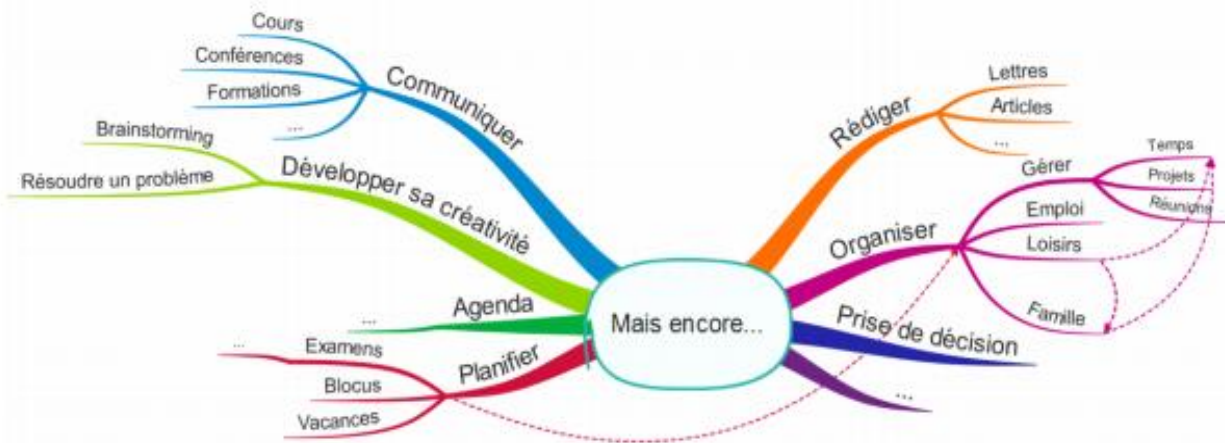 Mais encore...
Communiquer
Cours
Conférences
Formations
...
Développer sa créativité
Brainstorming
Résoudre un problème
Agenda
...
Planifier
Examens
...
Blocus
Vacances
Rédiger
Lettres
Articles
...
Organiser
Gérer
Temps
Projets
Réunions
Emploi
Loisirs
Famille
Prise de décision
...